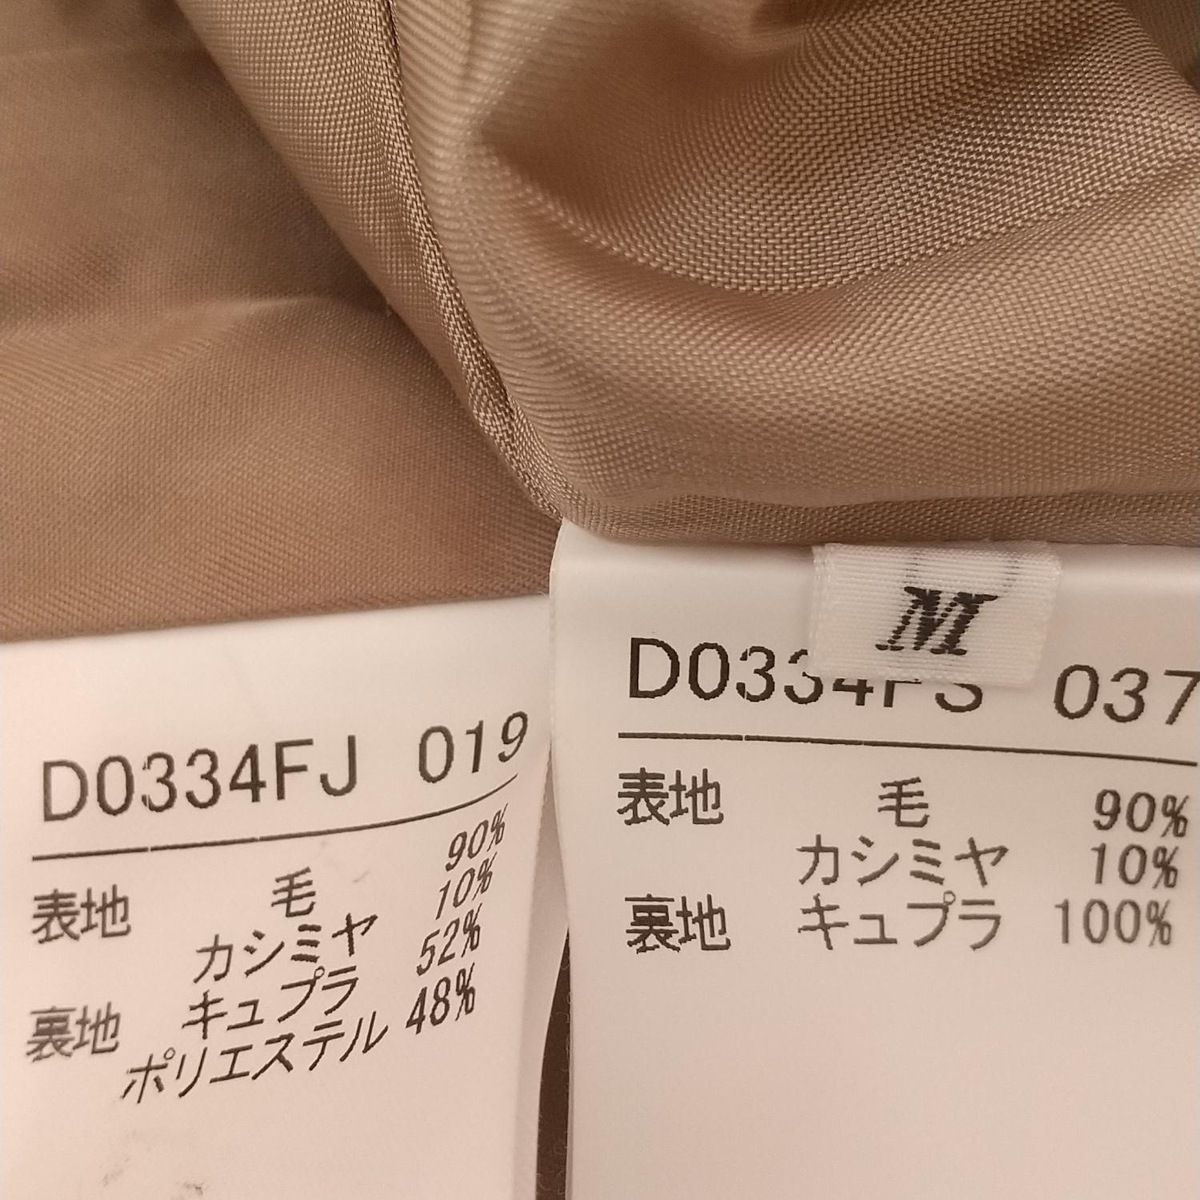 D0334FJ 019
表地 毛 90%
カシミヤ 10%
裏地 キュプラ 52%
ポリエステル 48%
M
D0334FS 037
表地 毛 90%
カシミヤ 10%
裏地 キュプラ 100%